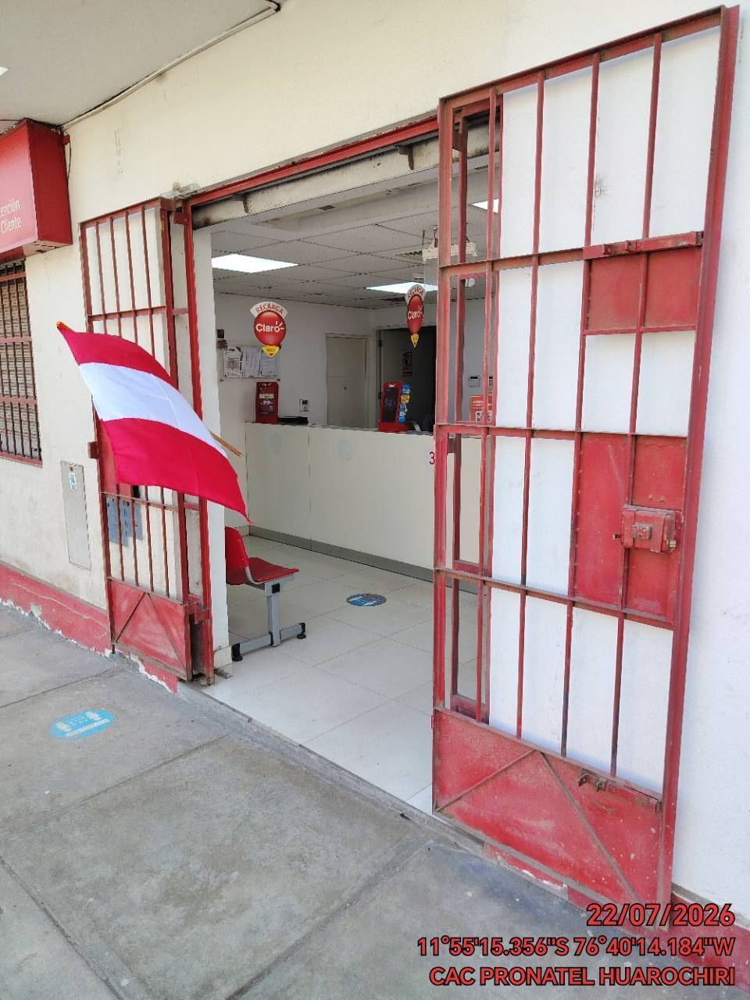 ención
Cliente
RECARGA
Claro
RECARGA
Claro
3
22/07/2026
11°55'15.356"S 76°40'14.184"W
CAC PRONATEL HUAROCHIRI